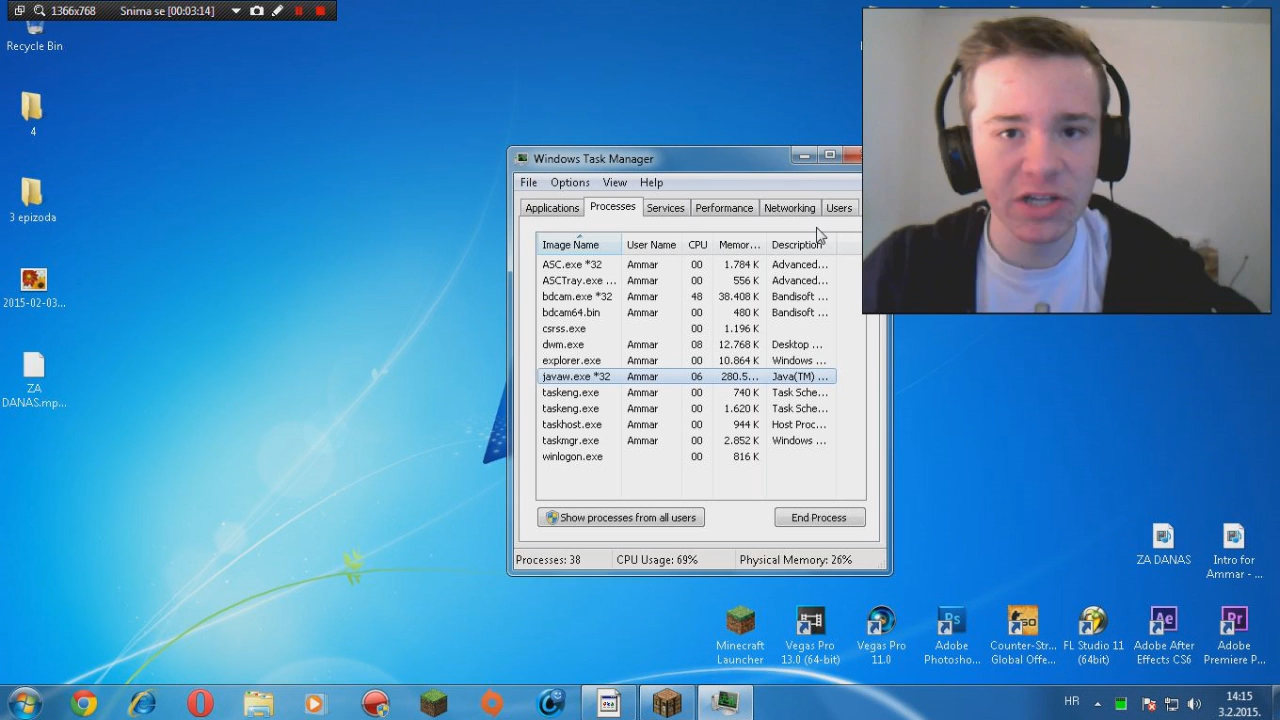 1366x768 Snima se [00:03:14]
Recycle Bin
4
3 epizoda
2015-02-03...
ZA
DANAS.mp...
Windows Task Manager
File Options View Help
Applications Processes Services Performance Networking Users
Image Name User Name CPU Memor... Description
ASC.exe *32 Ammar 00 1.784 K Advanced...
ASCTray.exe ... Ammar 00 556 K Advanced...
bdcam.exe *32 Ammar 48 38.408 K Bandisoft ...
bdcam64.bin Ammar 00 480 K Bandisoft ...
csrss.exe 00 1.196 K
dwm.exe Ammar 08 12.768 K Desktop ...
explorer.exe Ammar 00 10.864 K Windows ...
javaw.exe *32 Ammar 06 280.5... Java(TM) ...
taskeng.exe Ammar 00 740 K Task Sche...
taskeng.exe Ammar 00 1.620 K Task Sche...
taskhost.exe Ammar 00 944 K Host Proc...
taskmgr.exe Ammar 00 2.852 K Windows ...
winlogon.exe 00 816 K
Show processes from all users End Process
Processes: 38 CPU Usage: 69% Physical Memory: 26%
ZA DANAS
Intro for
Ammar - ...
Minecraft
Launcher
Vegas Pro
13.0 (64-bit)
Vegas Pro
11.0
Adobe
Photosho...
Counter-Str...
Global Offe...
FL Studio 11
(64bit)
Adobe After
Effects CS6
Adobe
Premiere P...
HR
14:15
3.2.2015.